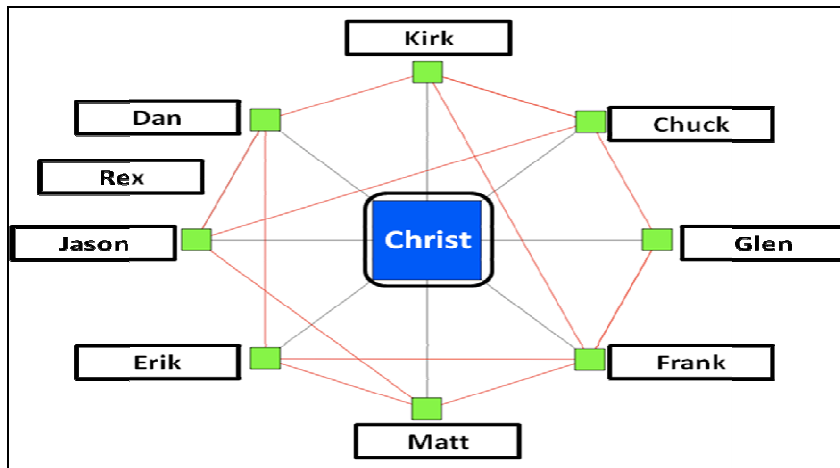 Kirk
Dan
Chuck
Rex
Jason
Christ
Glen
Erik
Frank
Matt